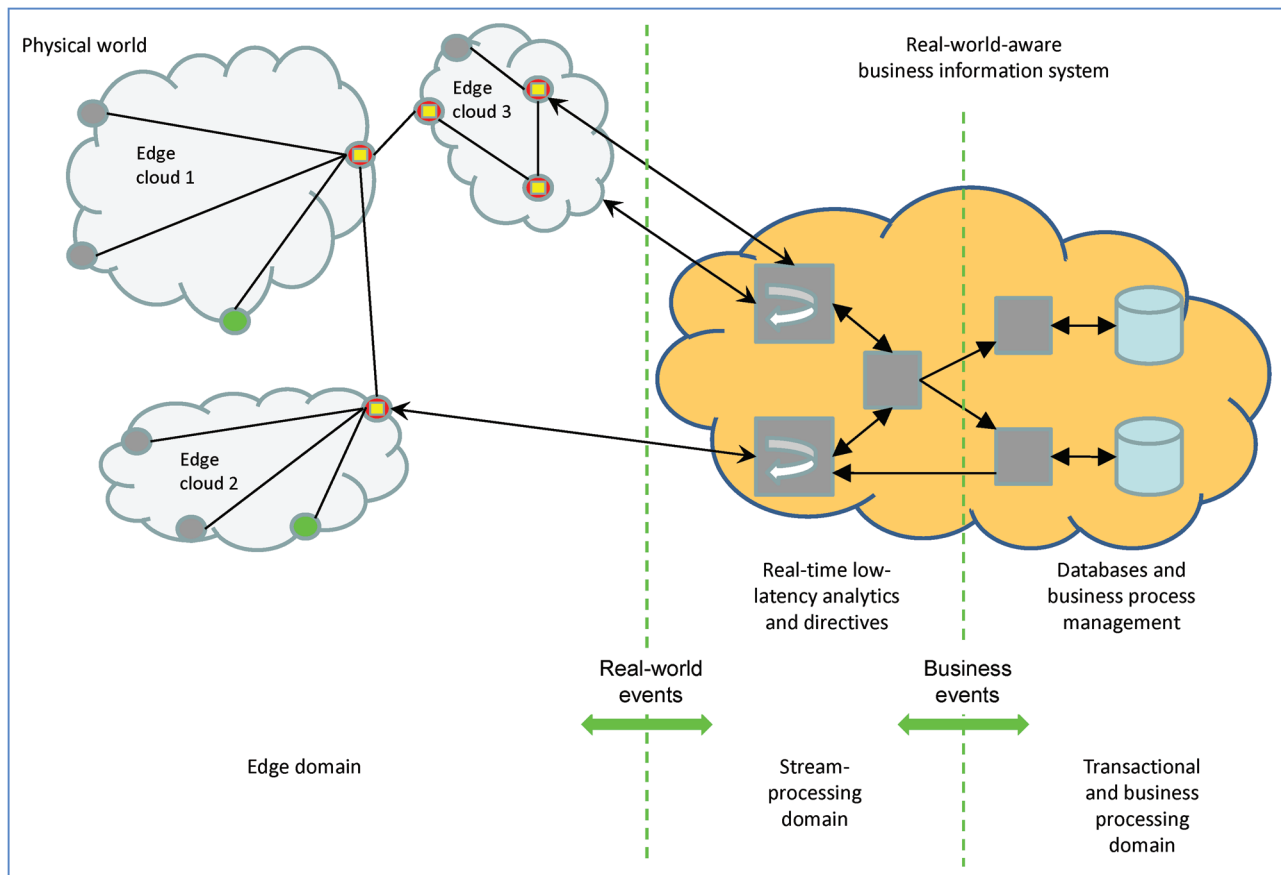 Physical world
Real-world-aware
business information system
Edge
cloud 3
Edge
cloud 1
Edge
cloud 2
Real-time low-
latency analytics
and directives
Databases and
business process
management
Real-world
events
Business
events
Edge domain
Stream-
processing
domain
Transactional
and business
processing
domain